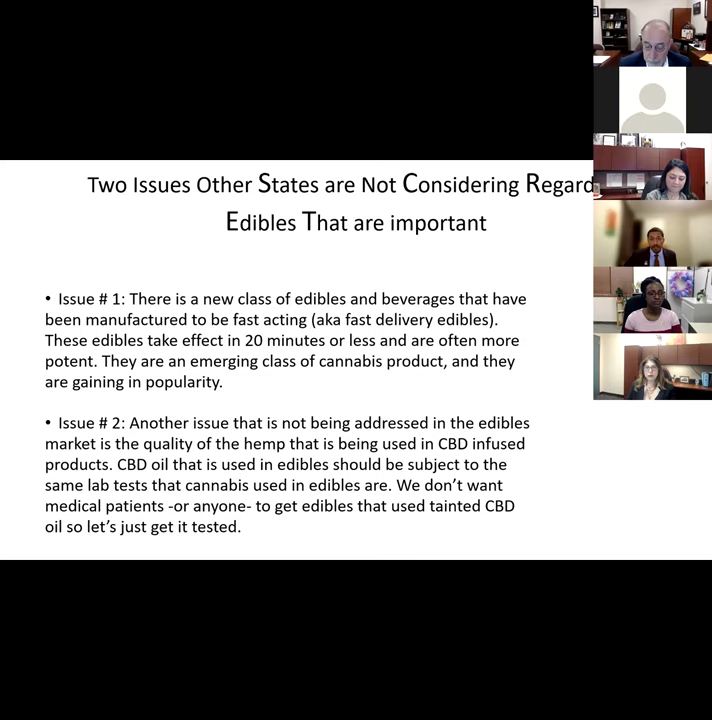 Two Issues Other States are Not Considering Regard
Edibles That are important
• Issue # 1: There is a new class of edibles and beverages that have
been manufactured to be fast acting (aka fast delivery edibles).
These edibles take effect in 20 minutes or less and are often more
potent. They are an emerging class of cannabis product, and they
are gaining in popularity.
• Issue # 2: Another issue that is not being addressed in the edibles
market is the quality of the hemp that is being used in CBD infused
products. CBD oil that is used in edibles should be subject to the
same lab tests that cannabis used in edibles are. We don’t want
medical patients -or anyone- to get edibles that used tainted CBD
oil so let’s just get it tested.